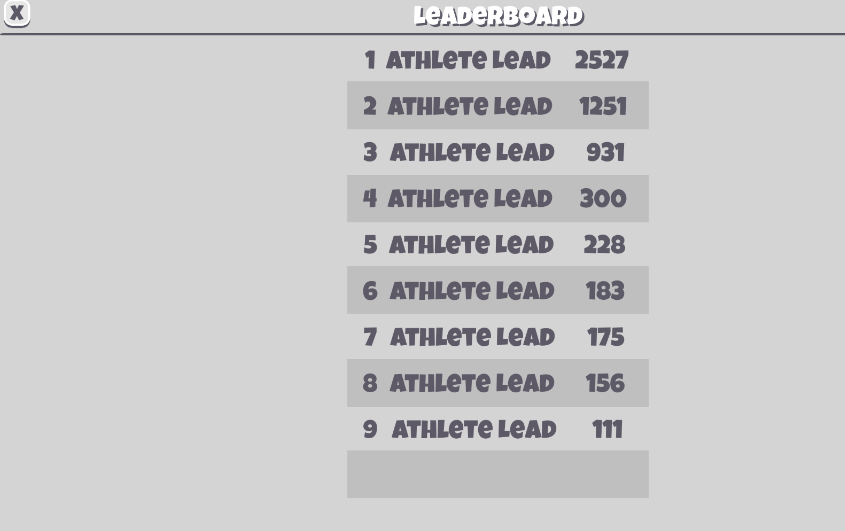 X
LeaDeRBOaRD
1 ATHLeTe LeAD 2527
2 ATHLeTe LeAD 1251
3 ATHLeTe LeAD 931
4 ATHLeTe LeAD 300
5 ATHLeTe LeAD 228
6 ATHLeTe LeAD 183
7 ATHLeTe LeAD 175
8 ATHLeTe LeAD 156
9 ATHLeTe LeAD 111